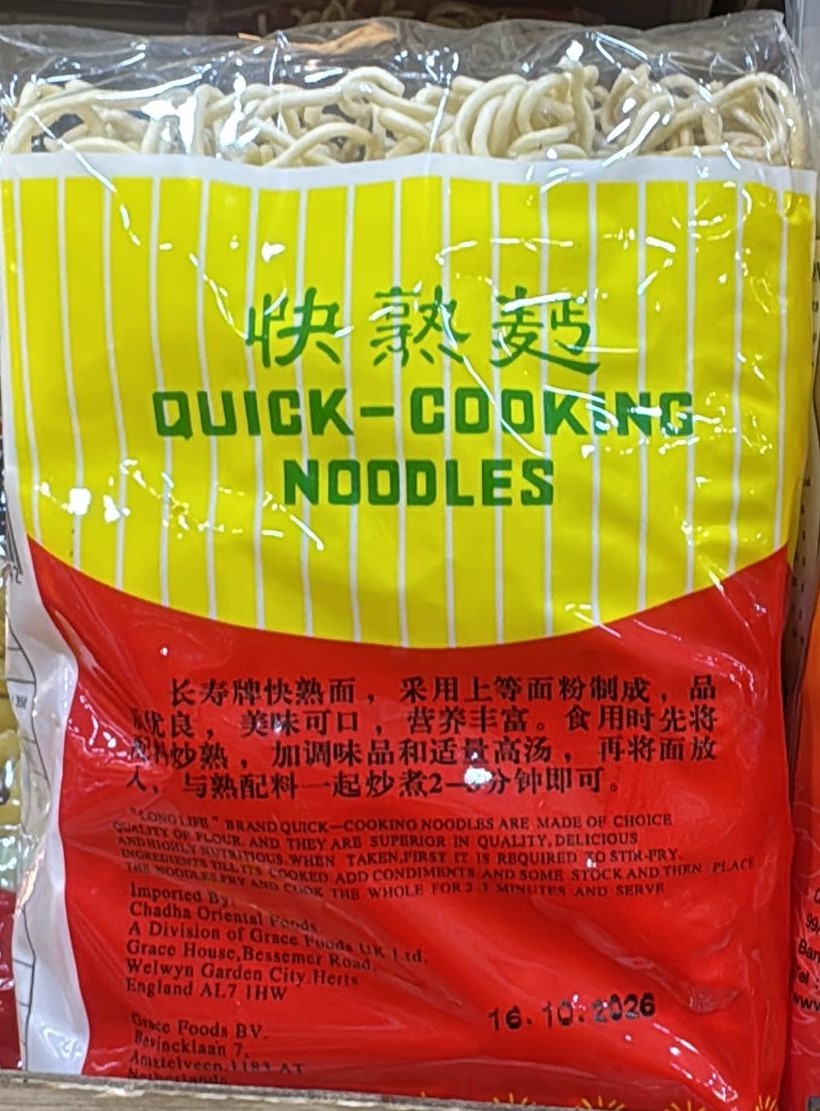 快熟麵
QUICK-COOKING
NOODLES
长寿牌快熟面，采用上等面粉制成，品
优良，美味可口，营养丰富。食用时先将
炒熟，加调味品和适量高汤，再将面放
入，与熟配料一起炒煮2-3分钟即可。
"LONG LIFE" BRAND QUICK-COOKING NOODLES ARE MADE OF CHOICE
QUALITY OF FLOUR. AND THEY ARE SUPERIOR IN QUALITY, DELICIOUS
AND HIGHLY NUTRITIOUS. WHEN TAKEN, FIRST IT IS REQUIRED TO STIR-FRY
INGREDIENTS TILL IT'S COOKED ADD CONDIMENTS AND SOME STOCK AND THEN PLACE
THE NOODLES FRY AND COOK THE WHOLE FOR 2-3 MINUTES AND SERVE
Imported By:
Chadha Oriental Foods
A Division of Grace Foods UK Ltd.
Grace House, Bessemer Road,
Welwyn Garden City, Herts
England AL7 1HW
16.10.2026
Grace Foods BV.
Bovincklaan 7,
Amstelveen, 1183 AT
Netherlands